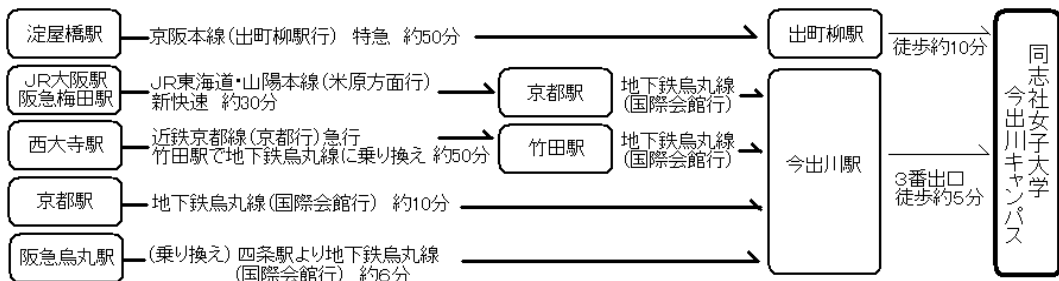 淀屋橋駅
京阪本線(出町柳駅行) 特急 約50分
出町柳駅
徒歩約10分
JR大阪駅
阪急梅田駅
JR東海道・山陽本線(米原方面行)
新快速 約30分
京都駅
地下鉄烏丸線
(国際会館行)
西大寺駅
近鉄京都線(京都行)急行
竹田駅で地下鉄烏丸線に乗り換え 約50分
竹田駅
地下鉄烏丸線
(国際会館行)
京都駅
地下鉄烏丸線(国際会館行) 約10分
阪急烏丸駅
(乗り換え) 四条駅より地下鉄烏丸線
(国際会館行) 約6分
今出川駅
3番出口
徒歩約5分
同志社女子大学
今出川キャンパス